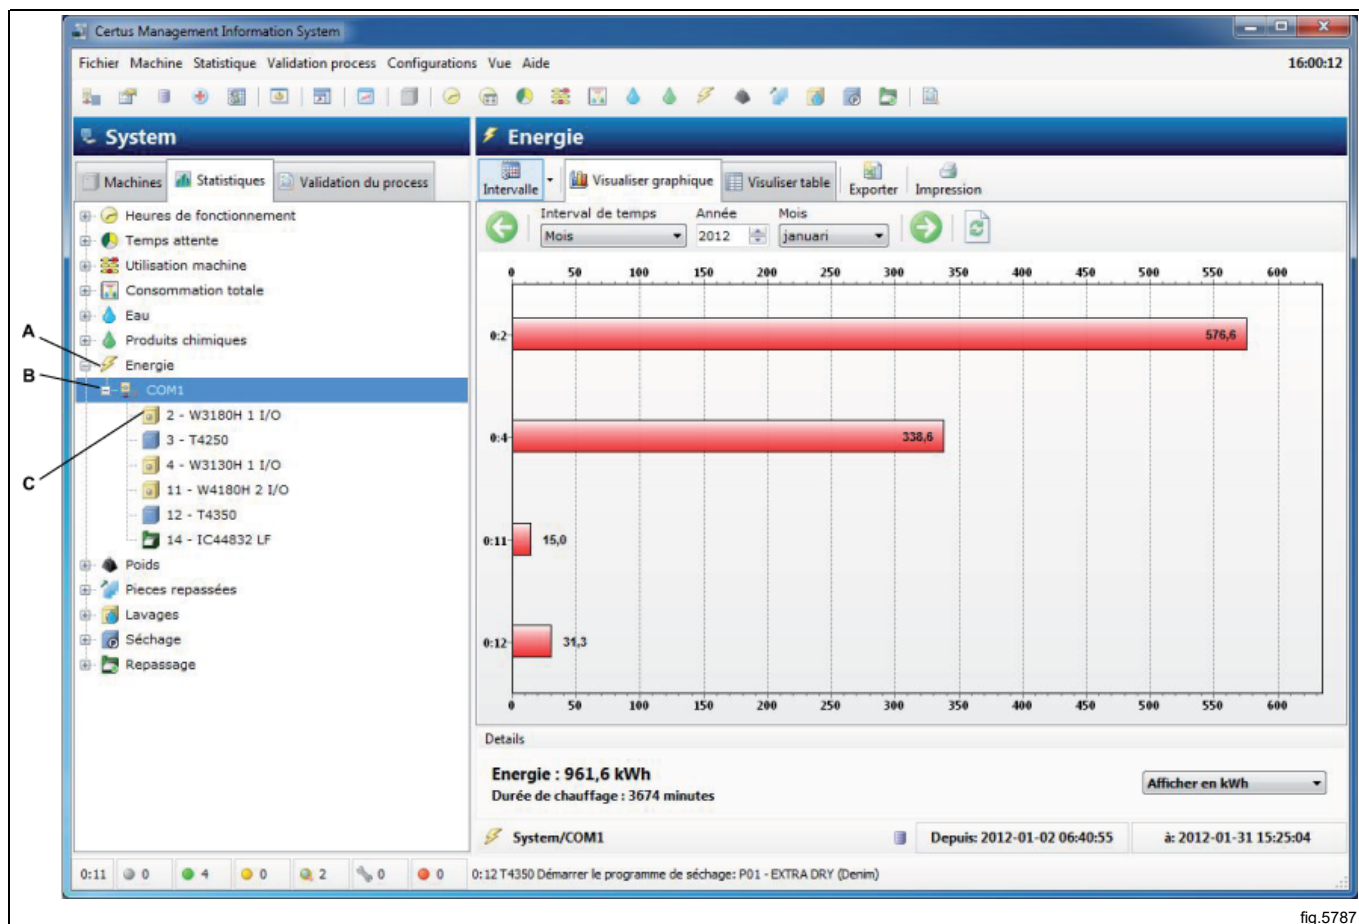 Certus Management Information System
Fichier Machine Statistique Validation process Configurations Vue Aide 16:00:12
System
Energie
Machines Statistiques Validation du process
Intervalle Visualiser graphique Visuliser table Exporter Impression
Interval de temps Année Mois
Mois 2012 januari
Heures de fonctionnement
Temps attente
Utilisation machine
Consommation totale
Eau
Produits chimiques
A
Energie
B
COM1
2 - W3180H 1 I/O
3 - T4250
4 - W3130H 1 I/O
C
11 - W4180H 2 I/O
12 - T4350
14 - IC44832 LF
Poids
Pieces repassées
Lavages
Séchage
Repassage
0 50 100 150 200 250 300 350 400 450 500 550 600
0:2 576,6
0:4 338,6
0:11 15,0
0:12 31,3
0 50 100 150 200 250 300 350 400 450 500 550 600
Details
Energie : 961,6 kWh
Durée de chauffage : 3674 minutes
Afficher en kWh
System/COM1 Depuis: 2012-01-02 06:40:55 à: 2012-01-31 15:25:04
0:11 0 4 0 2 0 0 0:12 T4350 Démarrer le programme de séchage: P01 - EXTRA DRY (Denim)
fig.5787